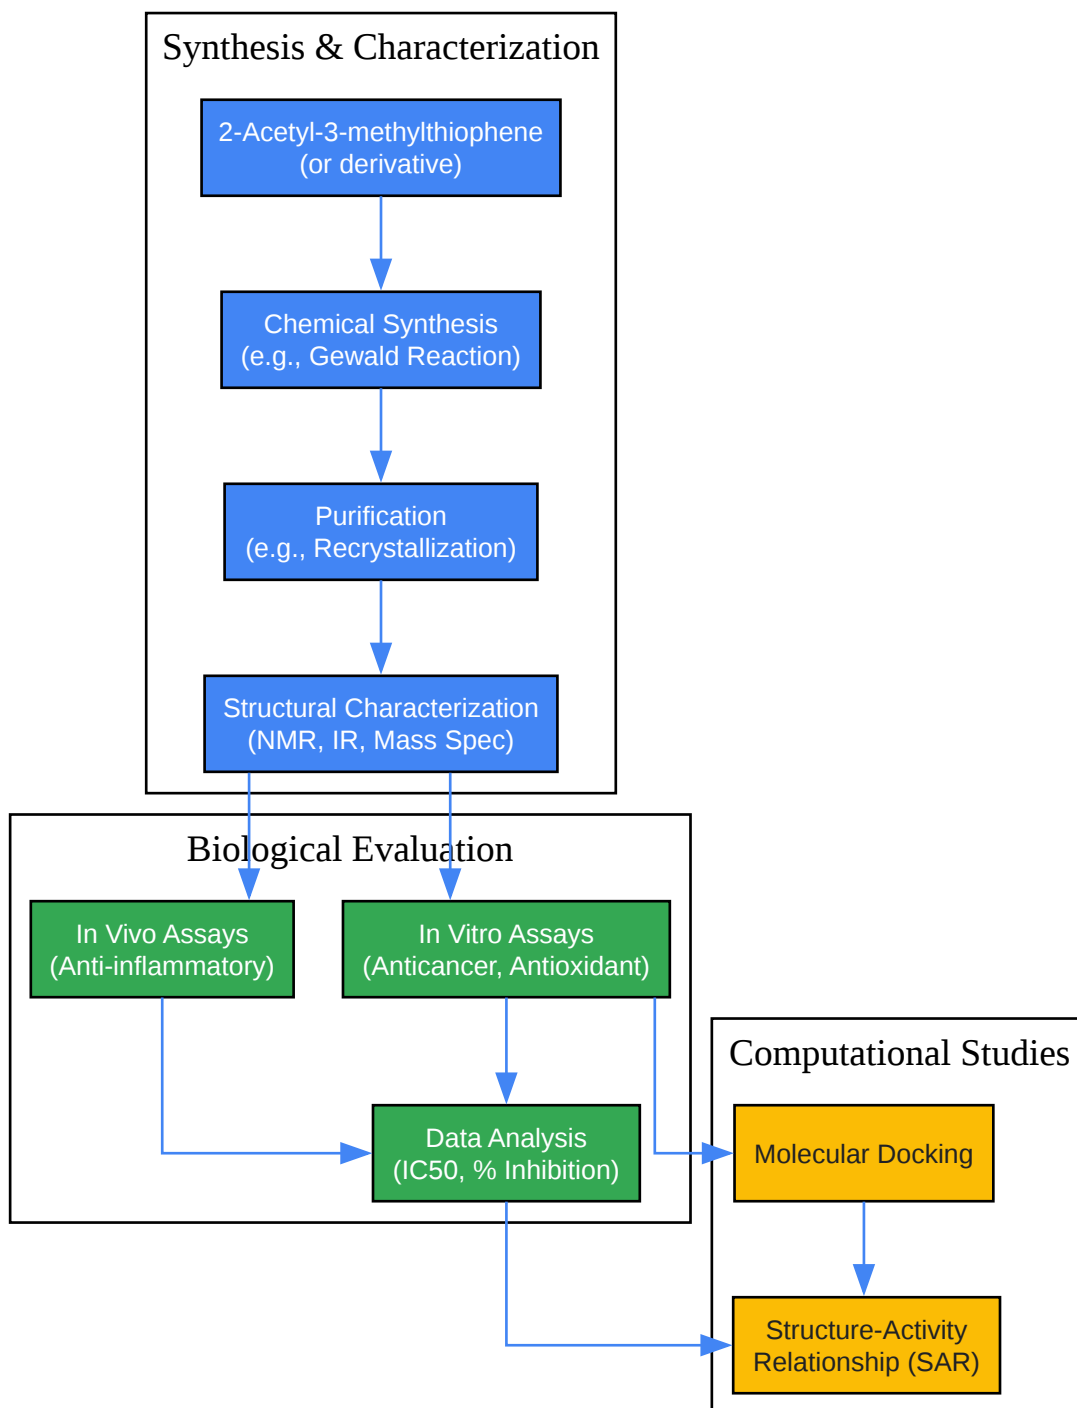 Synthesis & Characterization
2-Acetyl-3-methylthiophene
(or derivative)
Chemical Synthesis
(e.g., Gewald Reaction)
Purification
(e.g., Recrystallization)
Structural Characterization
(NMR, IR, Mass Spec)
Biological Evaluation
In Vivo Assays
(Anti-inflammatory)
In Vitro Assays
(Anticancer, Antioxidant)
Data Analysis
(IC50, % Inhibition)
Computational Studies
Molecular Docking
Structure-Activity
Relationship (SAR)